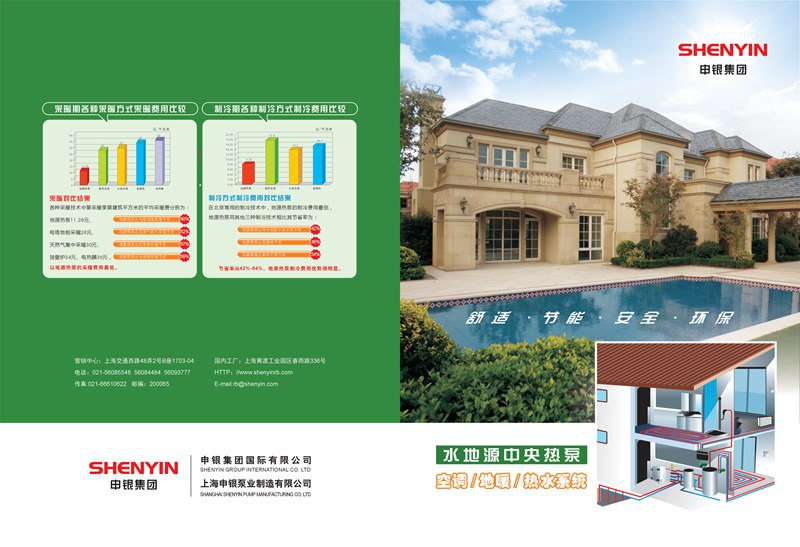 采暖期各种采暖方式采暖费用比较
元/平方米
采暖对比结果
各种采暖技术中第采暖季第建筑平方米的平均采暖费分别为：
地源热泵11.28元、
电缆地板采暖28元、
天然气集中采暖30元、
挂壁炉34元、电热膜36元，
以地源热泵的采暖费用最低。
制冷期各种制冷方式制冷费用比较
元/平方米
制冷方式制冷费用对比结果
在北京常用的制冷技术中，地源热泵的制冷费用最低。
地源热泵同其他三种制冷技术相比其节省率为：
42%
46%
54%
节省率从42%-54%，地源热泵制冷费用优势很明显。
营销中心：上海交通西路48弄2号B座1703-04
电话：021-56085548 56084484 56093777
传真.021-66610622 邮编：200065
国内工厂：上海黄渡工业园区春雨路336号
HTTP：//www.shenyinrb.com
E-mail:rb@shenyin.com
SHENYIN
申银集团
申银集团国际有限公司
SHENYIN GROUP INTERNATIONAL CO. LTD
上海申银泵业制造有限公司
SHANGHAI SHENYIN PUMP MANUFACTURING CO. LTD
SHENYIN
申银集团
舒适·节能·安全·环保
水地源中央热泵
空调/地暖/热水系统